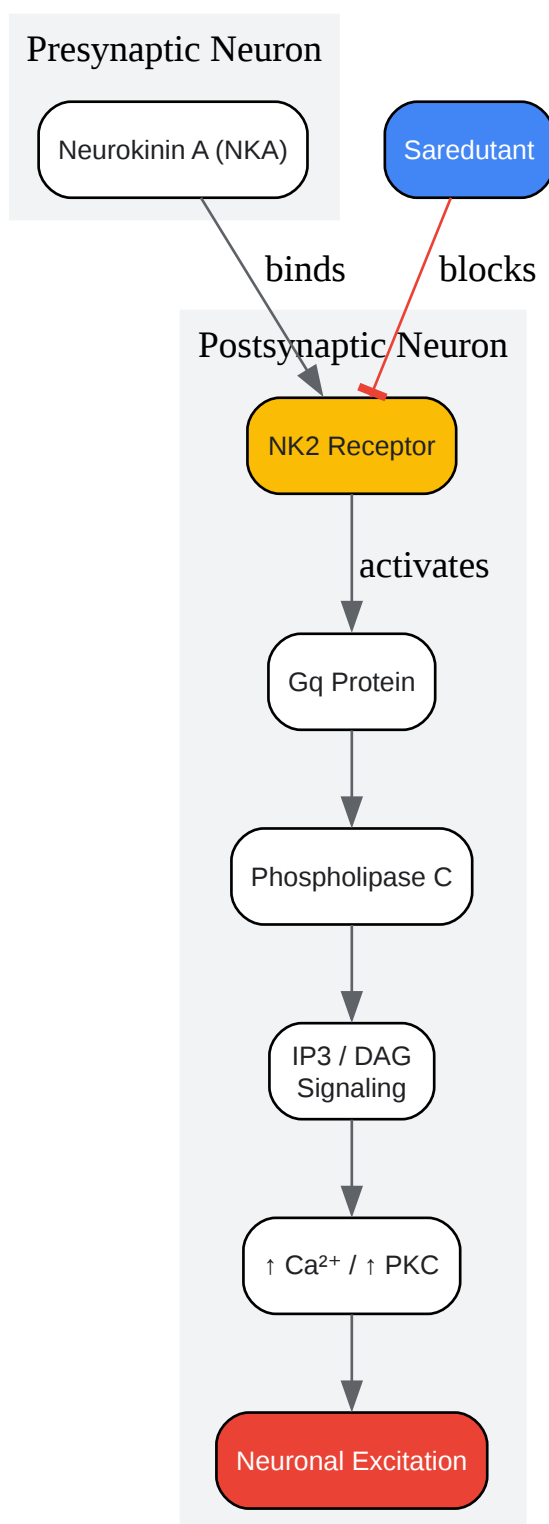 Presynaptic Neuron
Neurokinin A (NKA)
Saredutant
binds
blocks
Postsynaptic Neuron
NK2 Receptor
activates
Gq Protein
Phospholipase C
IP3 / DAG
Signaling
↑ Ca²⁺ / ↑ PKC
Neuronal Excitation